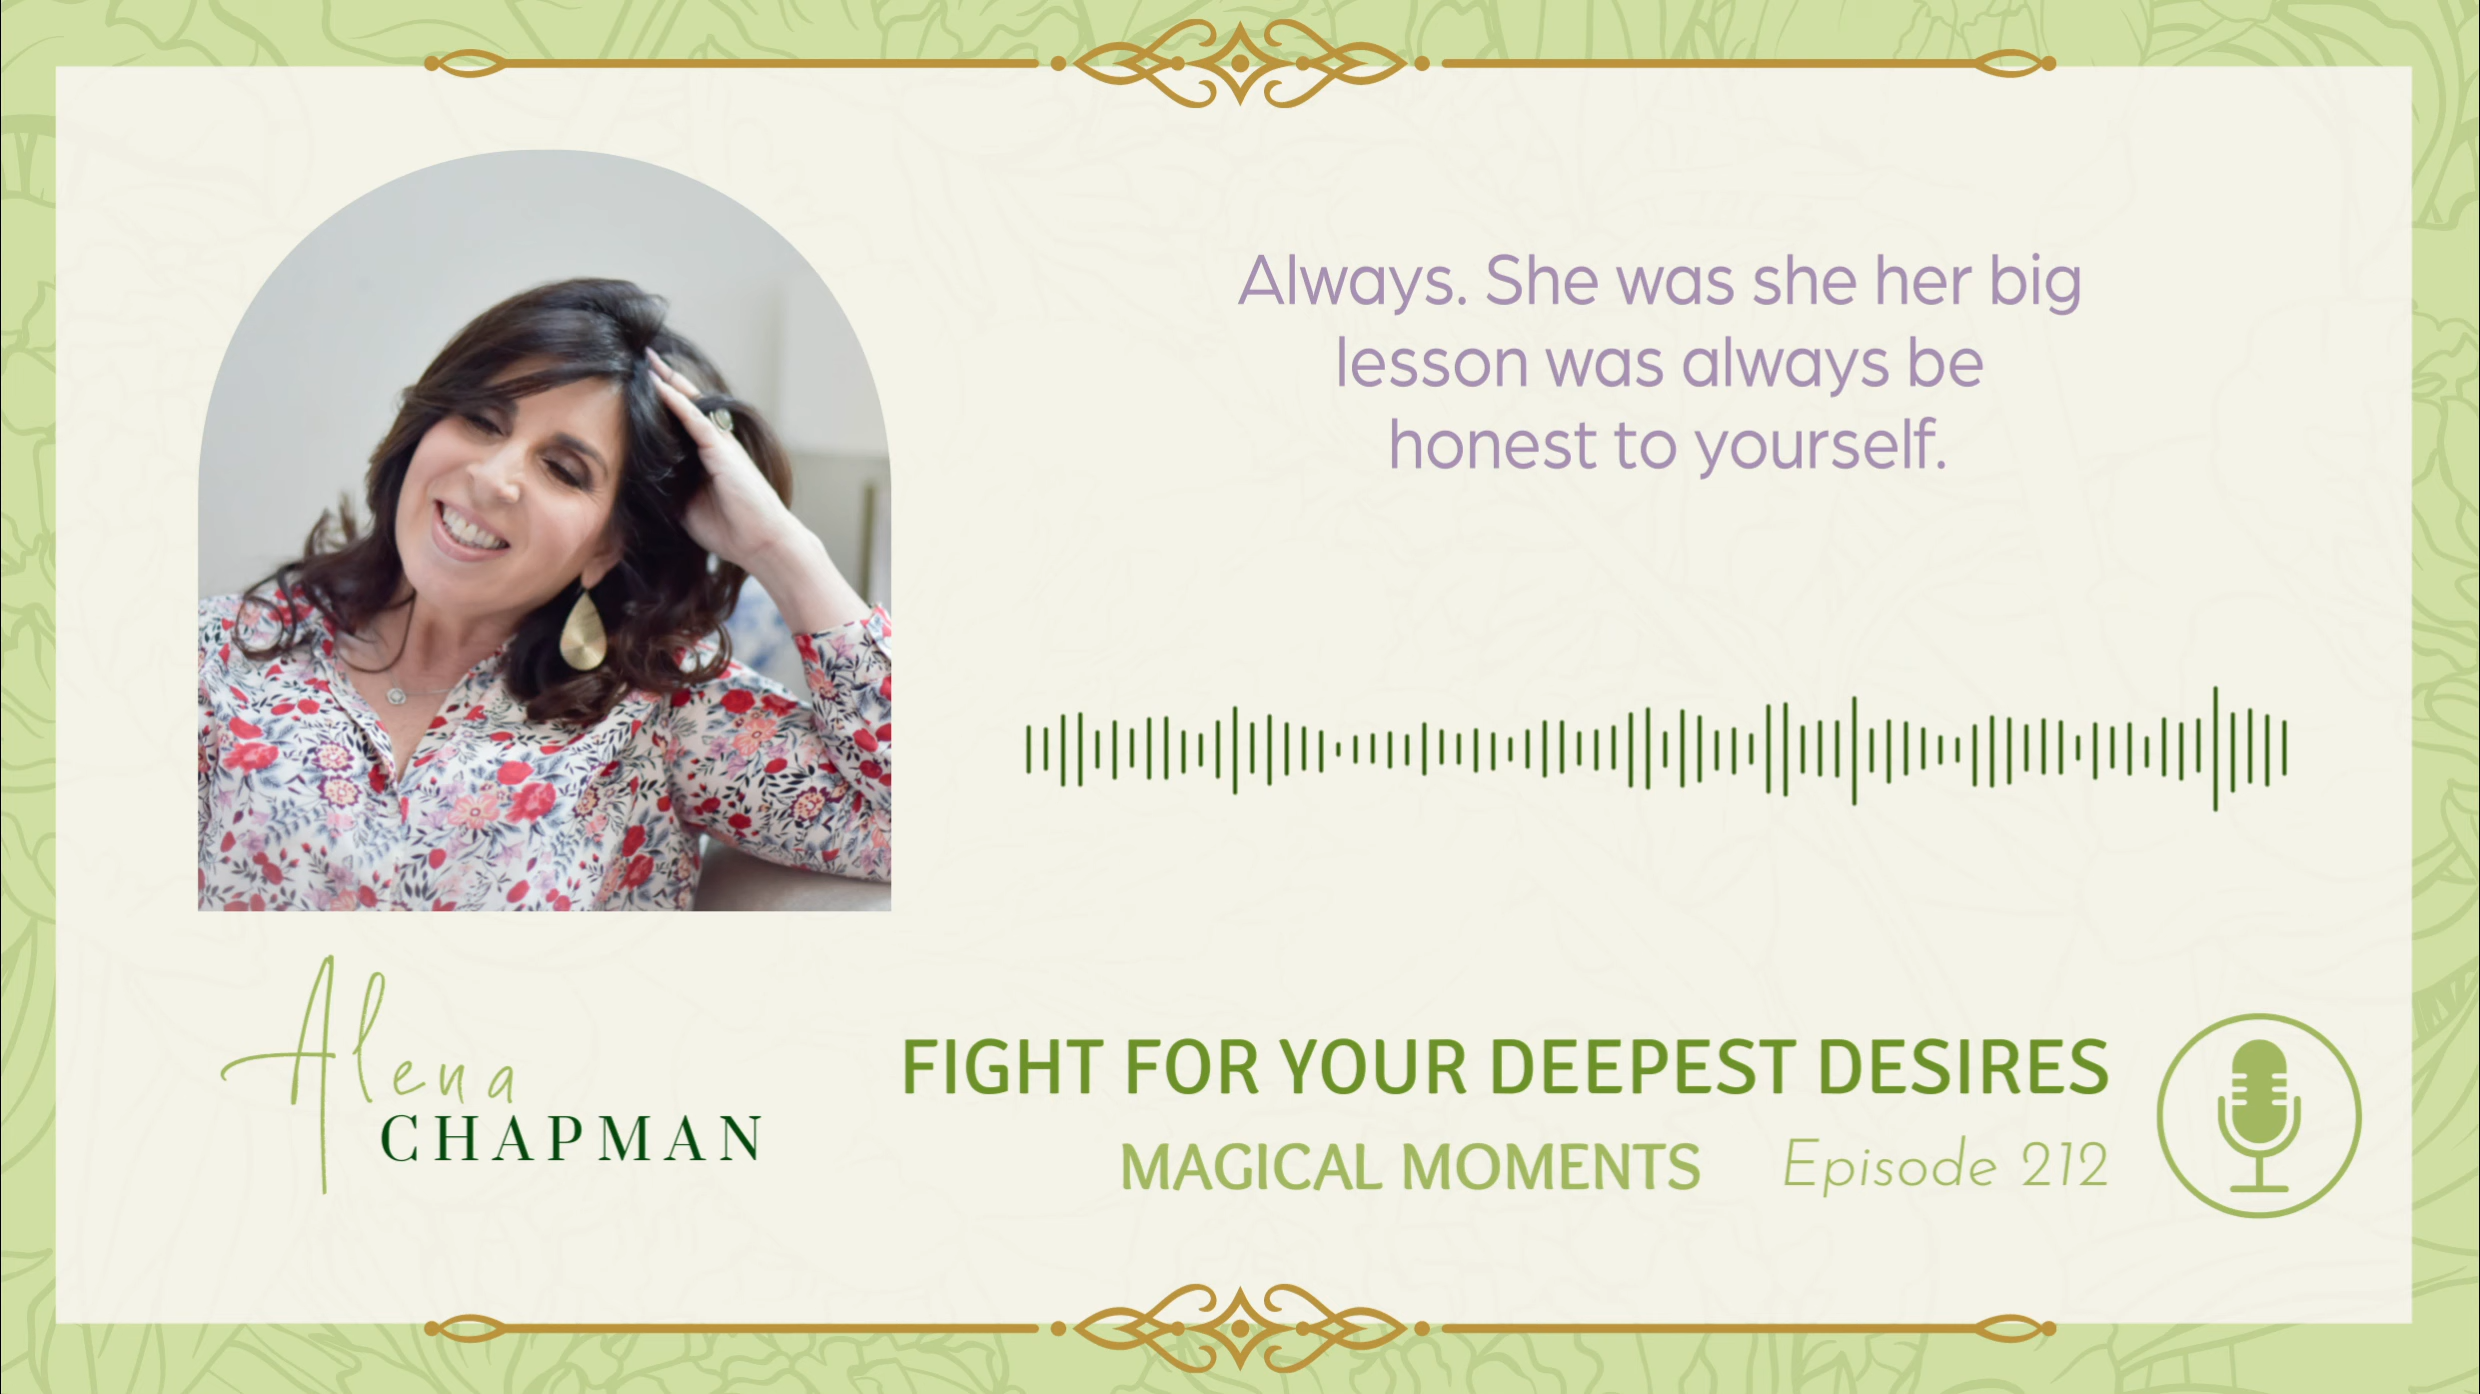 Always. She was she her big
lesson was always be
honest to yourself.
Alena
CHAPMAN
FIGHT FOR YOUR DEEPEST DESIRES
MAGICAL MOMENTS Episode 212